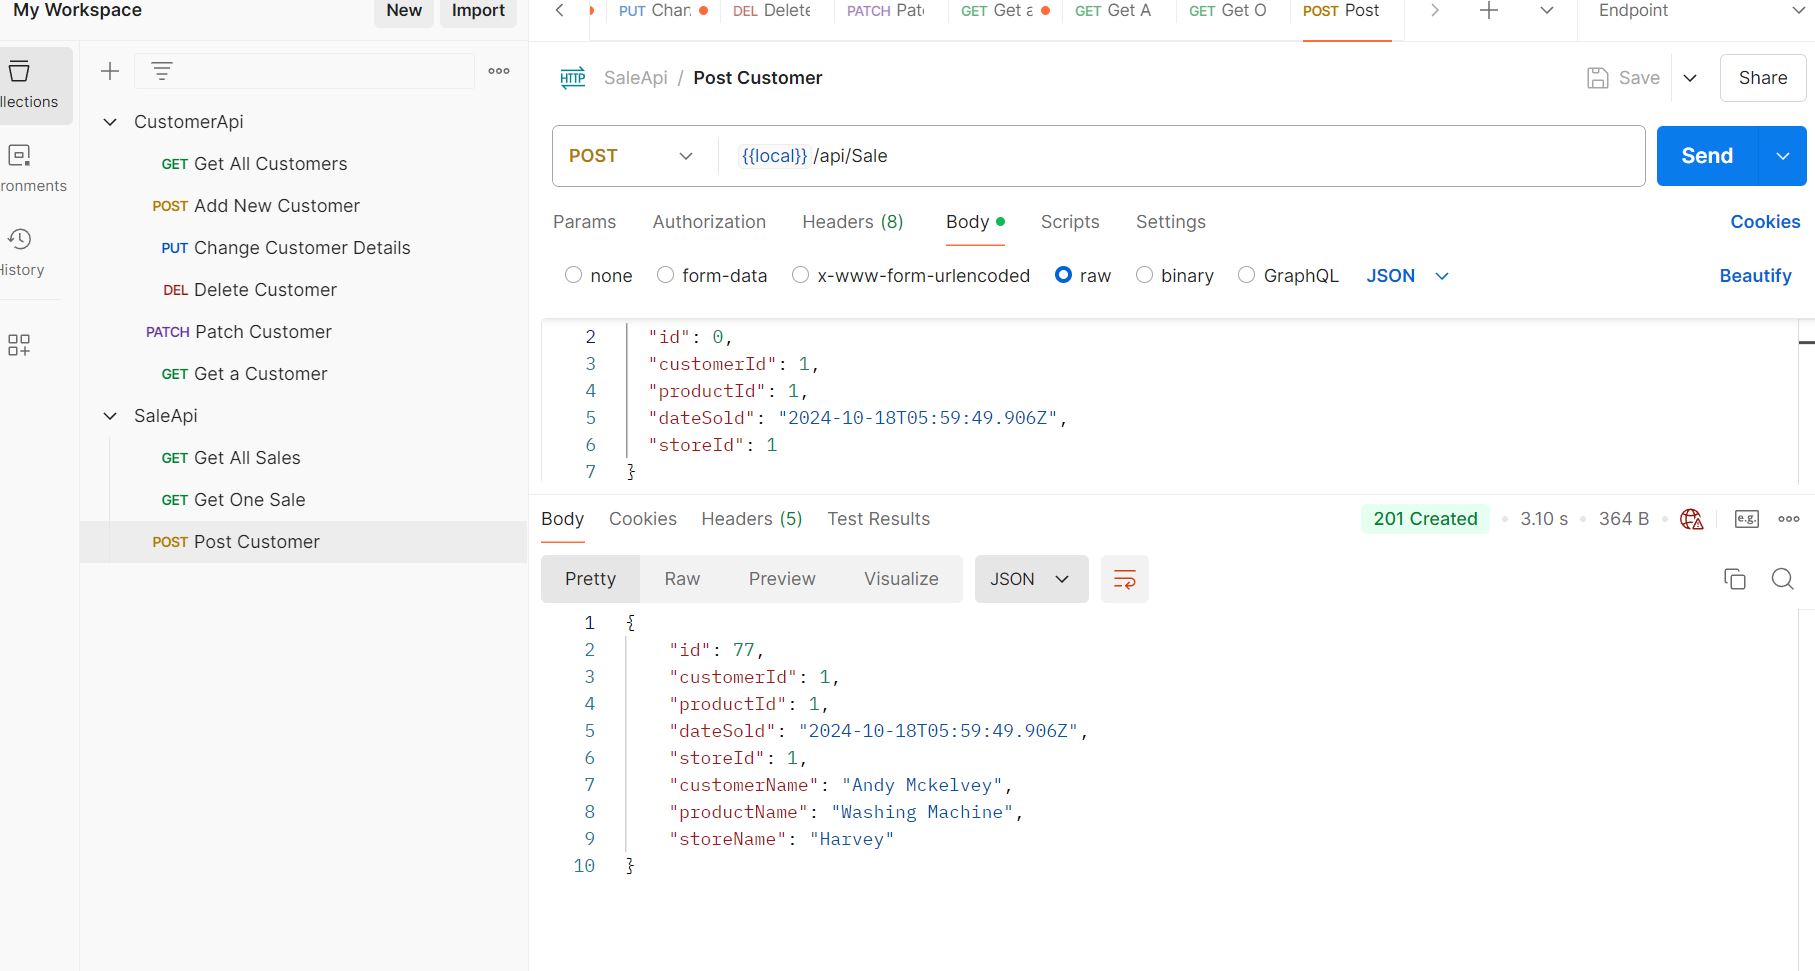 My Workspace
New
Import
PUT Chan
DEL Delete
PATCH Pat
GET Get a
GET Get A
GET Get O
POST Post
Endpoint
llections
ronments
History
CustomerApi
GET Get All Customers
POST Add New Customer
PUT Change Customer Details
DEL Delete Customer
PATCH Patch Customer
GET Get a Customer
SaleApi
GET Get All Sales
GET Get One Sale
POST Post Customer
HTTP SaleApi / Post Customer
Save
Share
POST
{{local}} /api/Sale
Send
Params Authorization Headers (8) Body Scripts Settings
Cookies
none form-data x-www-form-urlencoded raw binary GraphQL JSON
Beautify
2 "id": 0,
3 "customerId": 1,
4 "productId": 1,
5 "dateSold": "2024-10-18T05:59:49.906Z",
6 "storeId": 1
7 }
Body Cookies Headers (5) Test Results
201 Created 3.10 s 364 B e.g.
Pretty Raw Preview Visualize JSON
1 {
2 "id": 77,
3 "customerId": 1,
4 "productId": 1,
5 "dateSold": "2024-10-18T05:59:49.906Z",
6 "storeId": 1,
7 "customerName": "Andy Mckelvey",
8 "productName": "Washing Machine",
9 "storeName": "Harvey"
10 }